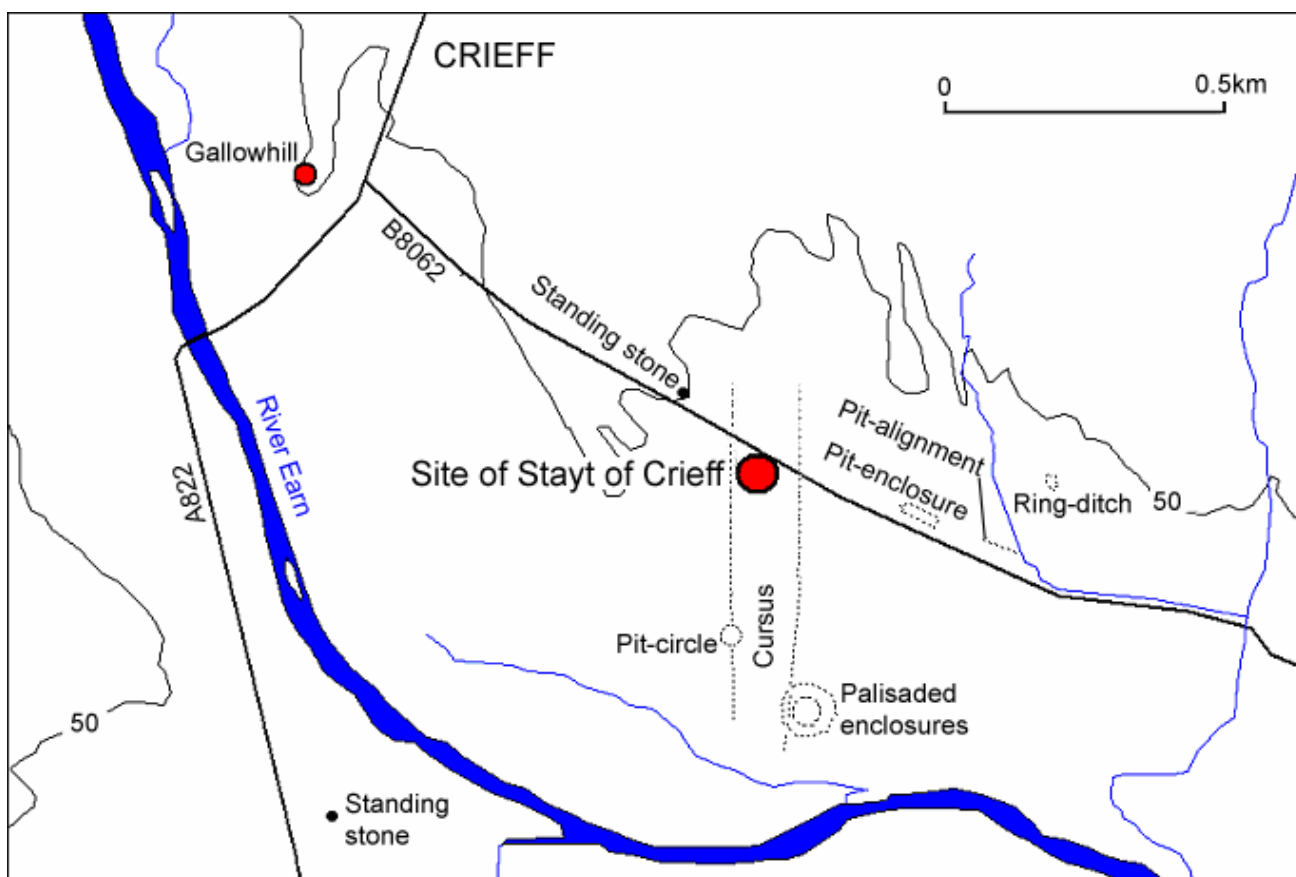 CRIEFF
0 0.5km
Gallowhill
B8062
Standing stone
River Earn
A822
Site of Stayt of Crieff
Pit-alignment
Pit-enclosure
Ring-ditch
50
Cursus
Pit-circle
Palisaded
enclosures
50
Standing
stone